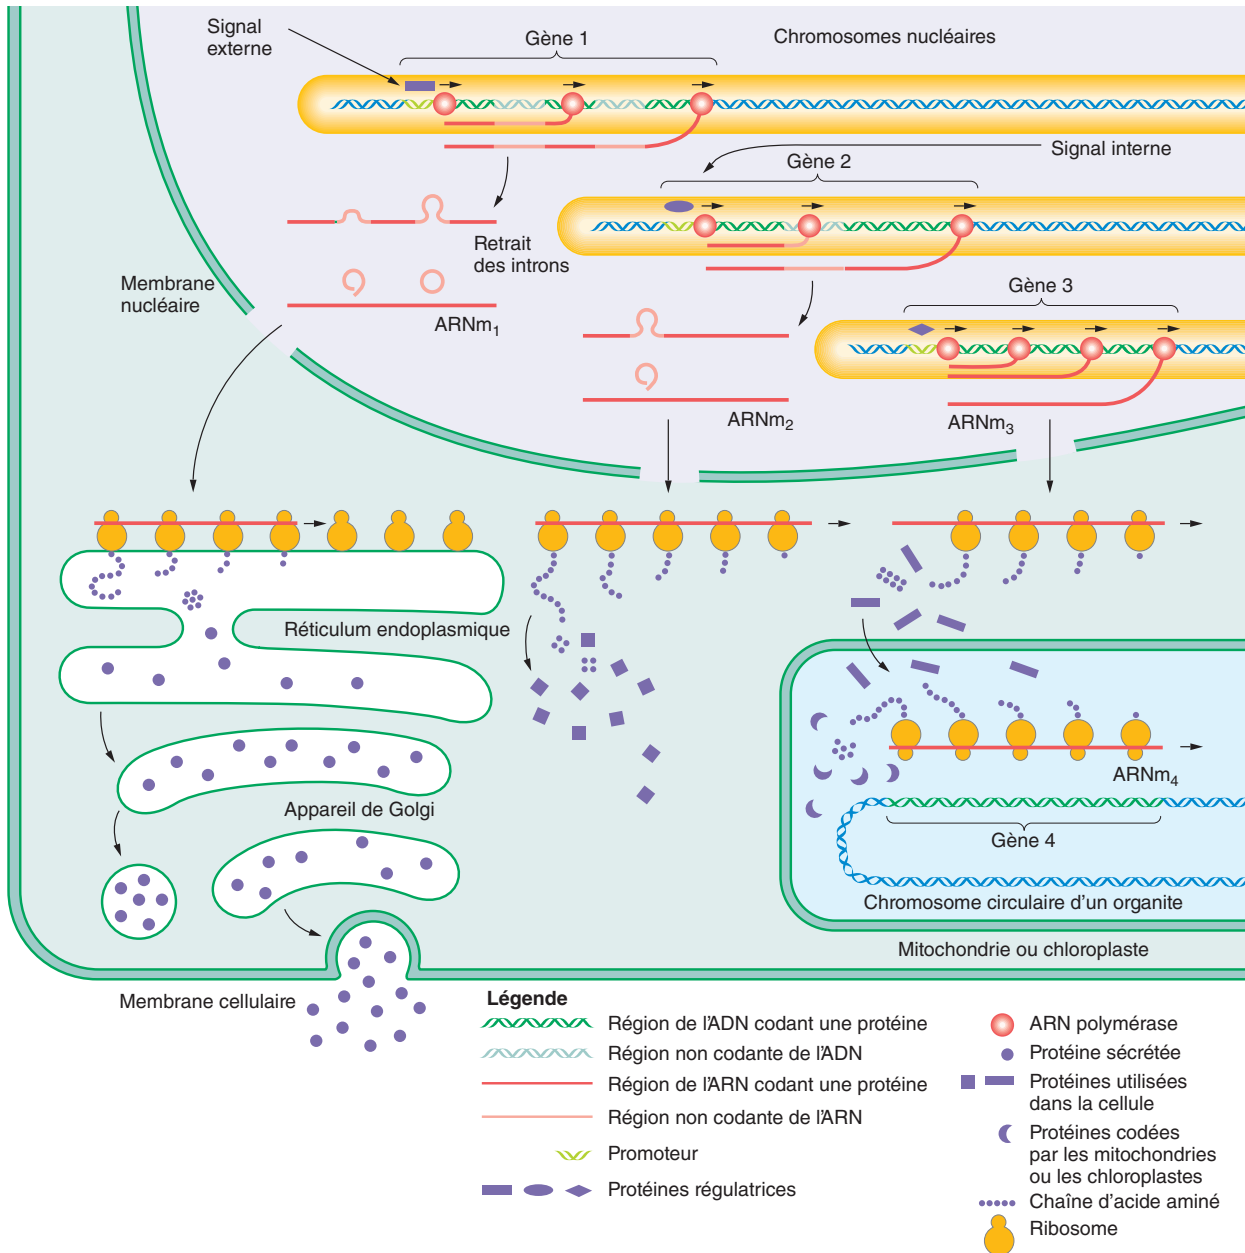 Signal
externe
Gène 1
Chromosomes nucléaires
Signal interne
Gène 2
Retrait
des introns
Membrane
nucléaire
ARNm1
Gène 3
ARNm2
ARNm3
Réticulum endoplasmique
ARNm4
Appareil de Golgi
Gène 4
Chromosome circulaire d'un organite
Mitochondrie ou chloroplaste
Membrane cellulaire
Légende
Région de l'ADN codant une protéine
Région non codante de l'ADN
Région de l'ARN codant une protéine
Région non codante de l'ARN
Promoteur
Protéines régulatrices
ARN polymérase
Protéine sécrétée
Protéines utilisées
dans la cellule
Protéines codées
par les mitochondries
ou les chloroplastes
Chaîne d'acide aminé
Ribosome